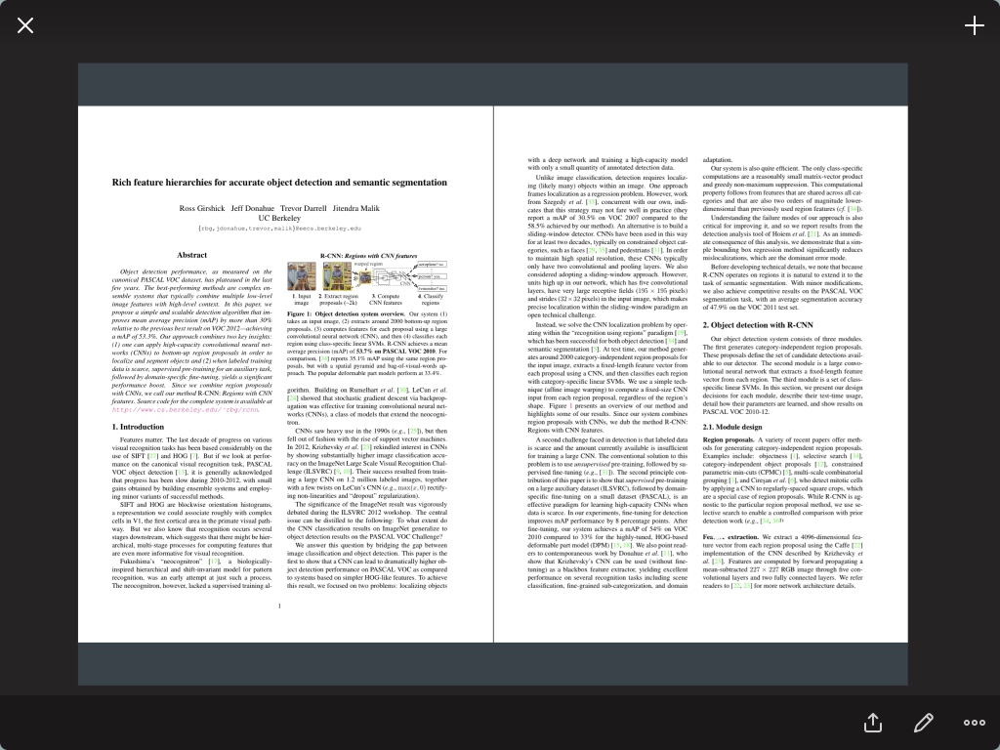 Rich feature hierarchies for accurate object detection and semantic segmentation
Ross Girshick Jeff Donahue Trevor Darrell Jitendra Malik
UC Berkeley
{rbg,jdonahue,trevor,malik}@eecs.berkeley.edu
Abstract
Object detection performance, as measured on the
canonical PASCAL VOC dataset, has plateaued in the last
few years. The best-performing methods are complex en-
semble systems that typically combine multiple low-level
image features with high-level context. In this paper, we
propose a simple and scalable detection algorithm that im-
proves mean average precision (mAP) by more than 30%
relative to the previous best result on VOC 2012—achieving
a mAP of 53.3%. Our approach combines two key insights:
(1) one can apply high-capacity convolutional neural net-
works (CNNs) to bottom-up region proposals in order to
localize and segment objects and (2) when labeled training
data is scarce, supervised pre-training for an auxiliary task,
followed by domain-specific fine-tuning, yields a significant
performance boost. Since we combine region proposals
with CNNs, we call our method R-CNN: Regions with CNN
features. Source code for the complete system is available at
http://www.cs.berkeley.edu/~rbg/rcnn.
1. Introduction
Features matter. The last decade of progress on various
visual recognition tasks has been based considerably on the
use of SIFT [27] and HOG [7]. But if we look at perfor-
mance on the canonical visual recognition task, PASCAL
VOC object detection [13], it is generally acknowledged
that progress has been slow during 2010-2012, with small
gains obtained by building ensemble systems and employ-
ing minor variants of successful methods.
SIFT and HOG are blockwise orientation histograms,
a representation we could associate roughly with complex
cells in V1, the first cortical area in the primate visual path-
way. But we also know that recognition occurs several
stages downstream, which suggests that there might be hier-
archical, multi-stage processes for computing features that
are even more informative for visual recognition.
Fukushima's "neocognitron" [17], a biologically-
inspired hierarchical and shift-invariant model for pattern
recognition, was an early attempt at just such a process.
The neocognitron, however, lacked a supervised training al-
R-CNN: Regions with CNN features
warped region
aeroplane? no.
person? yes.
tvmonitor? no.
CNN
1. Input
image
2. Extract region
proposals (~2k)
3. Compute
CNN features
4. Classify
regions
Figure 1: Object detection system overview. Our system (1)
takes an input image, (2) extracts around 2000 bottom-up region
proposals, (3) computes features for each proposal using a large
convolutional neural network (CNN), and then (4) classifies each
region using class-specific linear SVMs. R-CNN achieves a mean
average precision (mAP) of 53.7% on PASCAL VOC 2010. For
comparison, [34] reports 35.1% mAP using the same region pro-
posals, but with a spatial pyramid and bag-of-visual-words ap-
proach. The popular deformable part models perform at 33.4%.
gorithm. Building on Rumelhart et al. [30], LeCun et al.
[24] showed that stochastic gradient descent via backprop-
agation was effective for training convolutional neural net-
works (CNNs), a class of models that extend the neocogni-
tron.
CNNs saw heavy use in the 1990s (e.g., [25]), but then
fell out of fashion with the rise of support vector machines.
In 2012, Krizhevsky et al. [23] rekindled interest in CNNs
by showing substantially higher image classification accu-
racy on the ImageNet Large Scale Visual Recognition Chal-
lenge (ILSVRC) [9, 10]. Their success resulted from train-
ing a large CNN on 1.2 million labeled images, together
with a few twists on LeCun's CNN (e.g., max(x, 0) rectify-
ing non-linearities and "dropout" regularization).
The significance of the ImageNet result was vigorously
debated during the ILSVRC 2012 workshop. The central
issue can be distilled to the following: To what extent do
the CNN classification results on ImageNet generalize to
object detection results on the PASCAL VOC Challenge?
We answer this question by bridging the gap between
image classification and object detection. This paper is the
first to show that a CNN can lead to dramatically higher ob-
ject detection performance on PASCAL VOC as compared
to systems based on simpler HOG-like features. To achieve
this result, we focused on two problems: localizing objects
1
with a deep network and training a high-capacity model
with only a small quantity of annotated detection data.
Unlike image classification, detection requires localiz-
ing (likely many) objects within an image. One approach
frames localization as a regression problem. However, work
from Szegedy et al. [33], concurrent with our own, indi-
cates that this strategy may not fare well in practice (they
report a mAP of 30.5% on VOC 2007 compared to the
58.5% achieved by our method). An alternative is to build a
sliding-window detector. CNNs have been used in this way
for at least two decades, typically on constrained object cat-
egories, such as faces [29, 35] and pedestrians [31]. In order
to maintain high spatial resolution, these CNNs typically
only have two convolutional and pooling layers. We also
considered adopting a sliding-window approach. However,
units high up in our network, which has five convolutional
layers, have very large receptive fields (195 × 195 pixels)
and strides (32×32 pixels) in the input image, which makes
precise localization within the sliding-window paradigm an
open technical challenge.
Instead, we solve the CNN localization problem by oper-
ating within the "recognition using regions" paradigm [19],
which has been successful for both object detection [34] and
semantic segmentation [5]. At test time, our method gener-
ates around 2000 category-independent region proposals for
the input image, extracts a fixed-length feature vector from
each proposal using a CNN, and then classifies each region
with category-specific linear SVMs. We use a simple tech-
nique (affine image warping) to compute a fixed-size CNN
input from each region proposal, regardless of the region's
shape. Figure 1 presents an overview of our method and
highlights some of our results. Since our system combines
region proposals with CNNs, we dub the method R-CNN:
Regions with CNN features.
A second challenge faced in detection is that labeled data
is scarce and the amount currently available is insufficient
for training a large CNN. The conventional solution to this
problem is to use unsupervised pre-training, followed by su-
pervised fine-tuning (e.g., [31]). The second principle con-
tribution of this paper is to show that supervised pre-training
on a large auxiliary dataset (ILSVRC), followed by domain-
specific fine-tuning on a small dataset (PASCAL), is an
effective paradigm for learning high-capacity CNNs when
data is scarce. In our experiments, fine-tuning for detection
improves mAP performance by 8 percentage points. After
fine-tuning, our system achieves a mAP of 54% on VOC
2010 compared to 33% for the highly-tuned, HOG-based
deformable part model (DPM) [15, 18]. We also point read-
ers to contemporaneous work by Donahue et al. [11], who
show that Krizhevsky's CNN can be used (without fine-
tuning) as a blackbox feature extractor, yielding excellent
performance on several recognition tasks including scene
classification, fine-grained sub-categorization, and domain
adaptation.
Our system is also quite efficient. The only class-specific
computations are a reasonably small matrix-vector product
and greedy non-maximum suppression. This computational
property follows from features that are shared across all cat-
egories and that are also two orders of magnitude lower-
dimensional than previously used region features (cf. [34]).
Understanding the failure modes of our approach is also
critical for improving it, and so we report results from the
detection analysis tool of Hoiem et al. [21]. As an immedi-
ate consequence of this analysis, we demonstrate that a sim-
ple bounding box regression method significantly reduces
mislocalizations, which are the dominant error mode.
Before developing technical details, we note that because
R-CNN operates on regions it is natural to extend it to the
task of semantic segmentation. With minor modifications,
we also achieve competitive results on the PASCAL VOC
segmentation task, with an average segmentation accuracy
of 47.9% on the VOC 2011 test set.
2. Object detection with R-CNN
Our object detection system consists of three modules.
The first generates category-independent region proposals.
These proposals define the set of candidate detections avail-
able to our detector. The second module is a large convo-
lutional neural network that extracts a fixed-length feature
vector from each region. The third module is a set of class-
specific linear SVMs. In this section, we present our design
decisions for each module, describe their test-time usage,
detail how their parameters are learned, and show results on
PASCAL VOC 2010-12.
2.1. Module design
Region proposals. A variety of recent papers offer meth-
ods for generating category-independent region proposals.
Examples include: objectness [1], selective search [34],
category-independent object proposals [12], constrained
parametric min-cuts (CPMC) [5], multi-scale combinatorial
grouping [3], and Cireşan et al. [6], who detect mitotic cells
by applying a CNN to regularly-spaced square crops, which
are a special case of region proposals. While R-CNN is ag-
nostic to the particular region proposal method, we use se-
lective search to enable a controlled comparison with prior
detection work (e.g., [34, 36])
extraction. We extract a 4096-dimensional fea-
ture vector from each region proposal using the Caffe [22]
implementation of the CNN described by Krizhevsky et
al. [23]. Features are computed by forward propagating a
mean-subtracted 227 × 227 RGB image through five con-
volutional layers and two fully connected layers. We refer
readers to [22, 23] for more network architecture details.